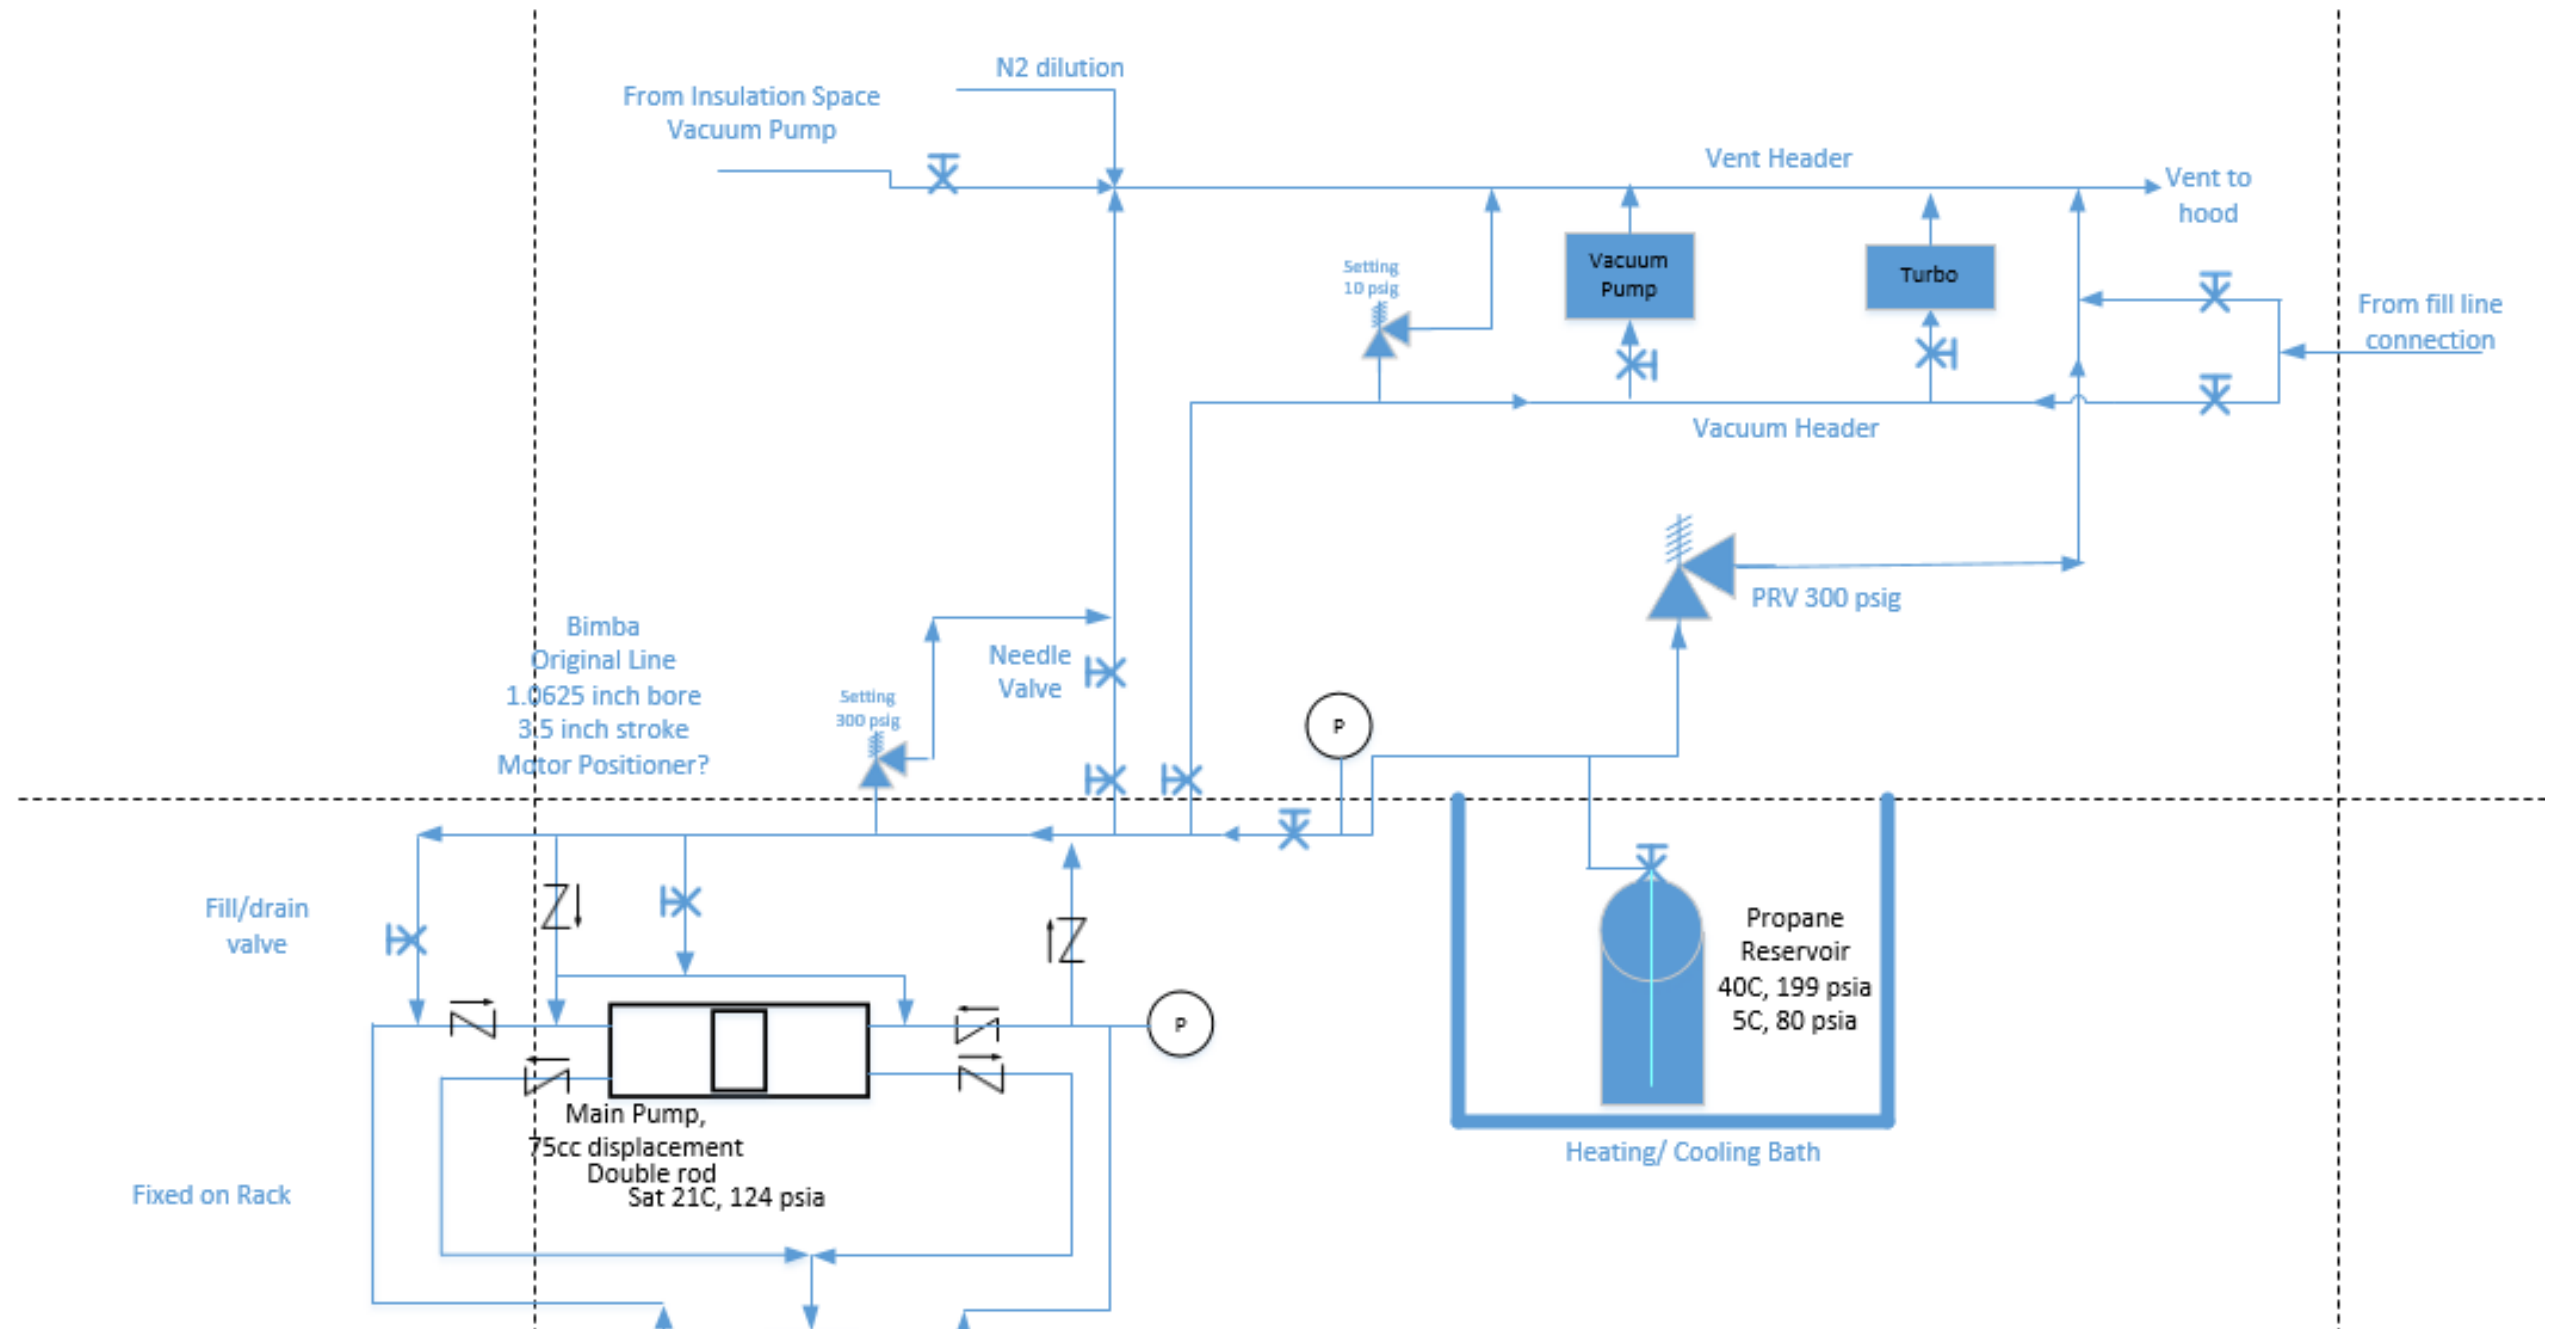 N2 dilution
From Insulation Space
Vacuum Pump
Vent Header
Vent to
hood
Setting
10 psig
Vacuum
Pump
Turbo
From fill line
connection
Vacuum Header
PRV 300 psig
Bimba
Original Line
1.0625 inch bore
3.5 inch stroke
Motor Positioner?
Needle
Valve
Setting
300 psig
P
Fill/drain
valve
Propane
Reservoir
40C, 199 psia
5C, 80 psia
P
Main Pump,
75cc displacement
Double rod
Sat 21C, 124 psia
Heating/ Cooling Bath
Fixed on Rack